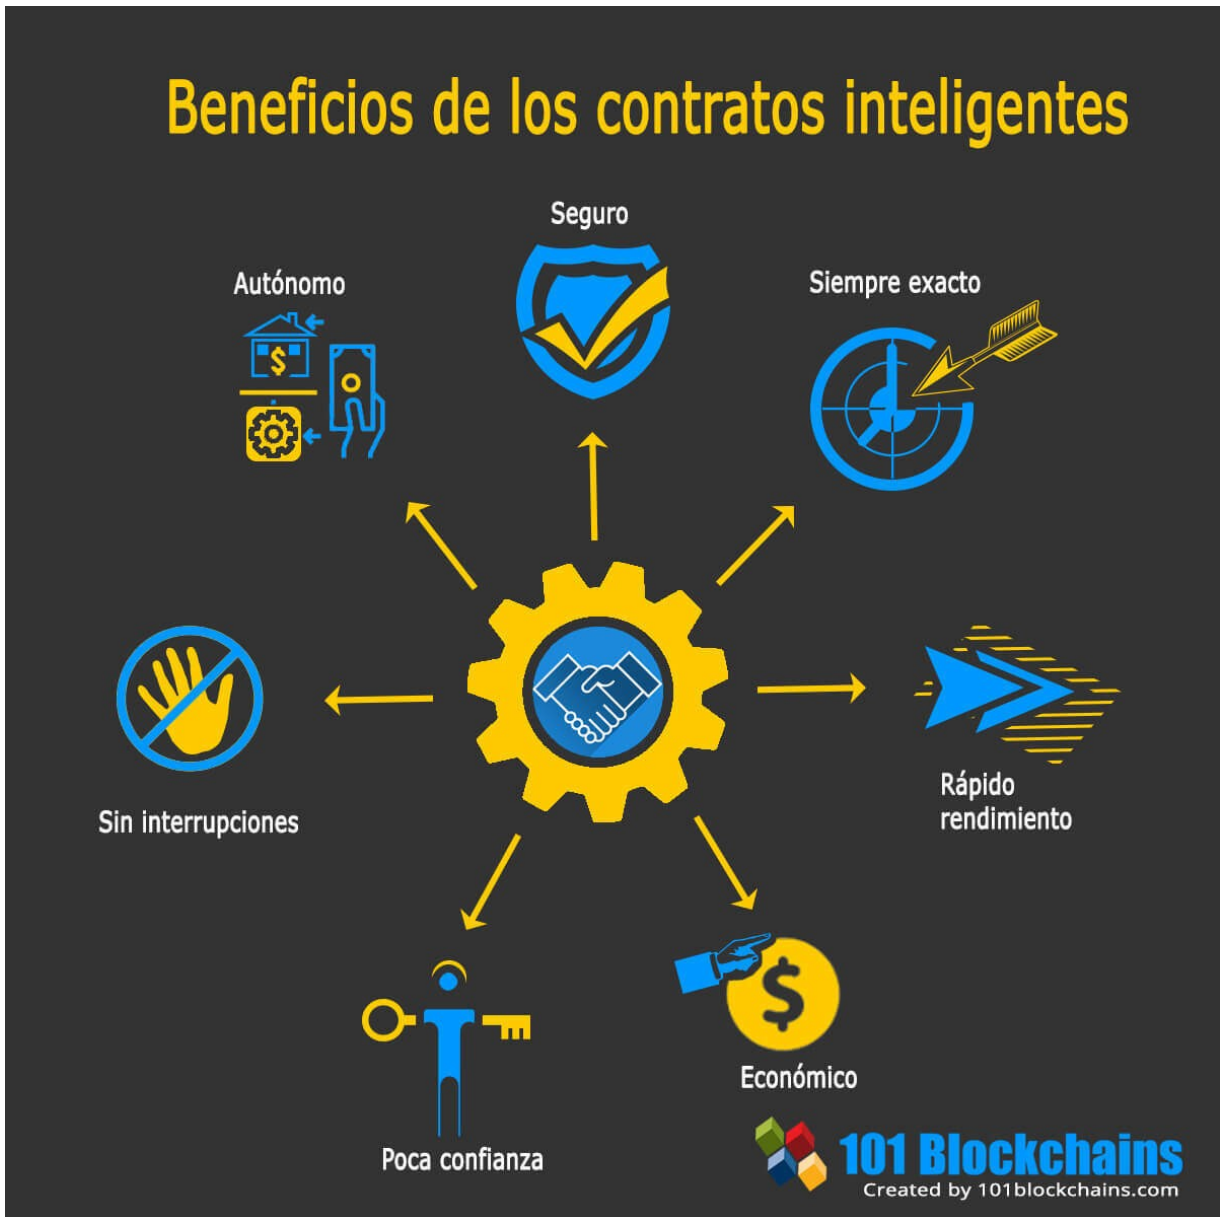 Beneficios de los contratos inteligentes
Seguro
Autónomo
Siempre exacto
Sin interrupciones
Rápido
rendimiento
Poca confianza
Económico
101 Blockchains
Created by 101blockchains.com